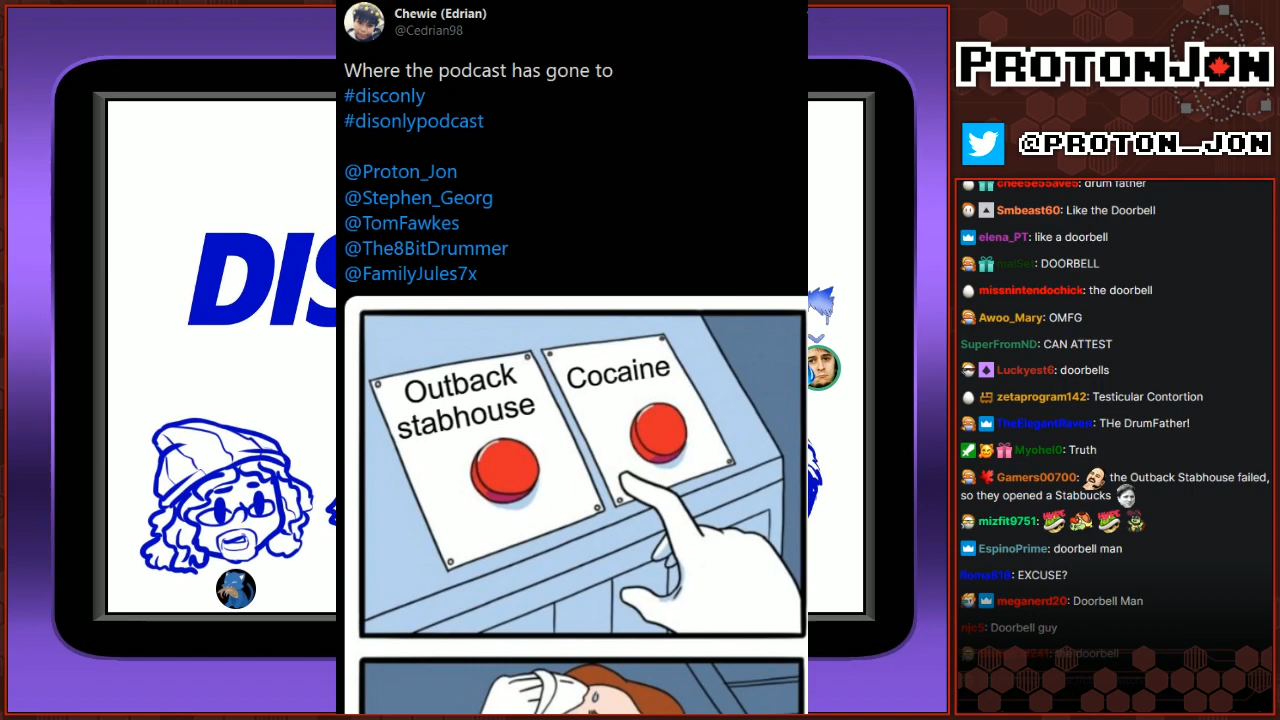 Chewie (Edrian)
@Cedrian98
Where the podcast has gone to
#disconly
#disonlypodcast
@Proton_Jon
@Stephen_Georg
@TomFawkes
@The8BitDrummer
@FamilyJules7x
DIS
Outback
stabhouse
Cocaine
PROTONJON
@PROTON_JON
cheese55ave5: drum father
Smbeast60: Like the Doorbell
elena_PT: like a doorbell
DOORBELL
missnintendochick: the doorbell
Awoo_Mary: OMFG
SuperFromND: CAN ATTEST
Luckyest6: doorbells
zetaprogram142: Testicular Contortion
TheElegantRaven: THe DrumFather!
Myohel0: Truth
Gamers00700: the Outback Stabhouse failed,
so they opened a Stabbucks
mizfit9751:
EspinoPrime: doorbell man
EXCUSE?
meganerd20: Doorbell Man
njc5: Doorbell guy
doorbell